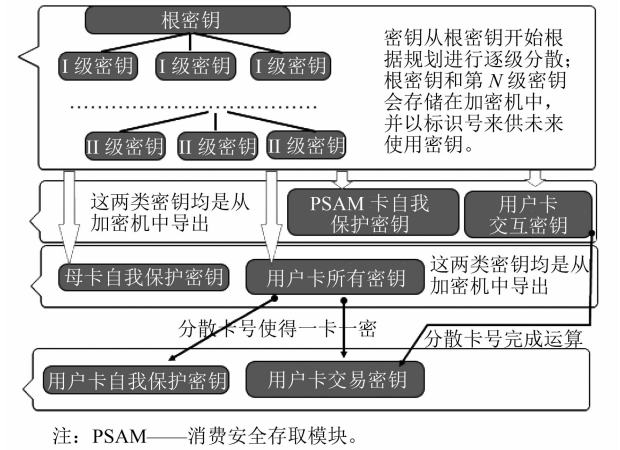 根密钥
I 级密钥 I 级密钥 I 级密钥
II 级密钥 II 级密钥 II 级密钥
密钥从根密钥开始根
据规划进行逐级分散；
根密钥和第 N 级密钥
会存储在加密机中，
并以标识号来供未来
使用密钥。
这两类密钥均是从
加密机中导出
PSAM 卡自我
保护密钥
用户卡
交互密钥
母卡自我保护密钥
用户卡所有密钥
这两类密钥均是从
加密机中导出
分散卡号使得一卡一密
分散卡号完成运算
用户卡自我保护密钥
用户卡交易密钥
注：PSAM——消费安全存取模块。